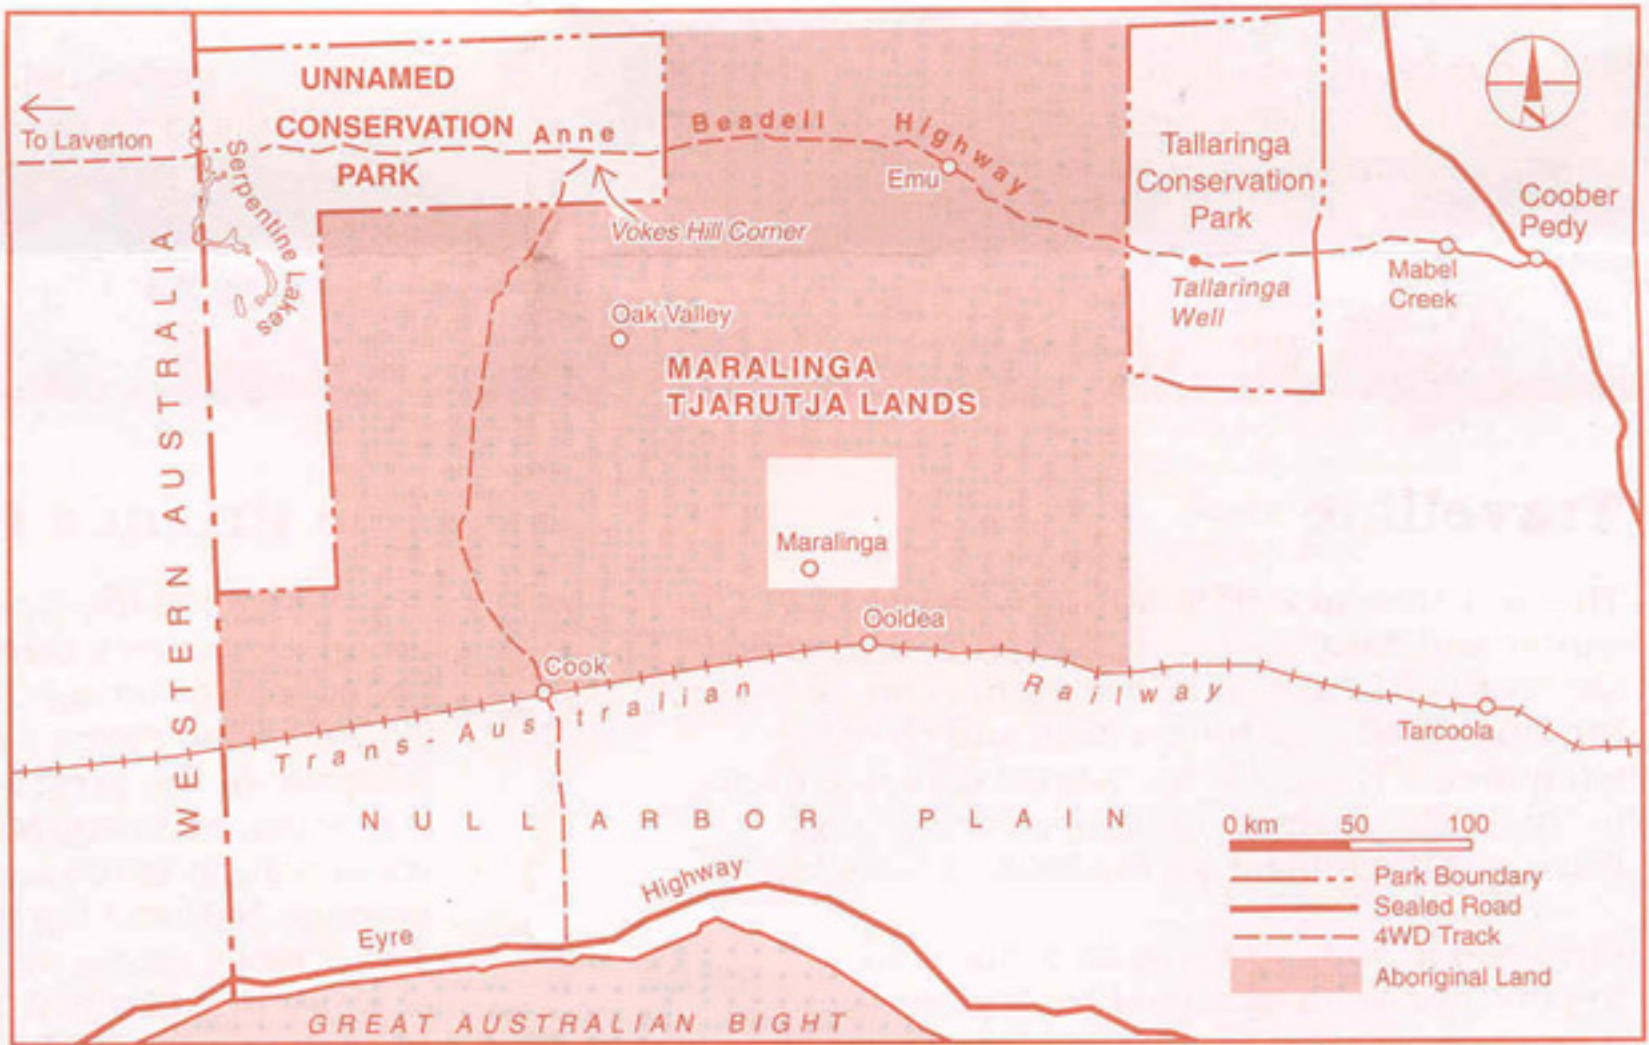 UNNAMED
CONSERVATION
PARK
To Laverton
Anne Beadell Highway
Serpentine Lakes
Vokes Hill Corner
Emu
Tallaringa
Conservation
Park
Coober
Pedy
Mabel
Creek
Tallaringa
Well
N
Oak Valley
MARALINGA
TJARUTJA LANDS
WESTERN AUSTRALIA
Maralinga
Ooldea
Cook
Trans-Australian Railway
Tarcoola
NULLARBOR PLAIN
Eyre Highway
GREAT AUSTRALIAN BIGHT
0 km 50 100
Park Boundary
Sealed Road
4WD Track
Aboriginal Land